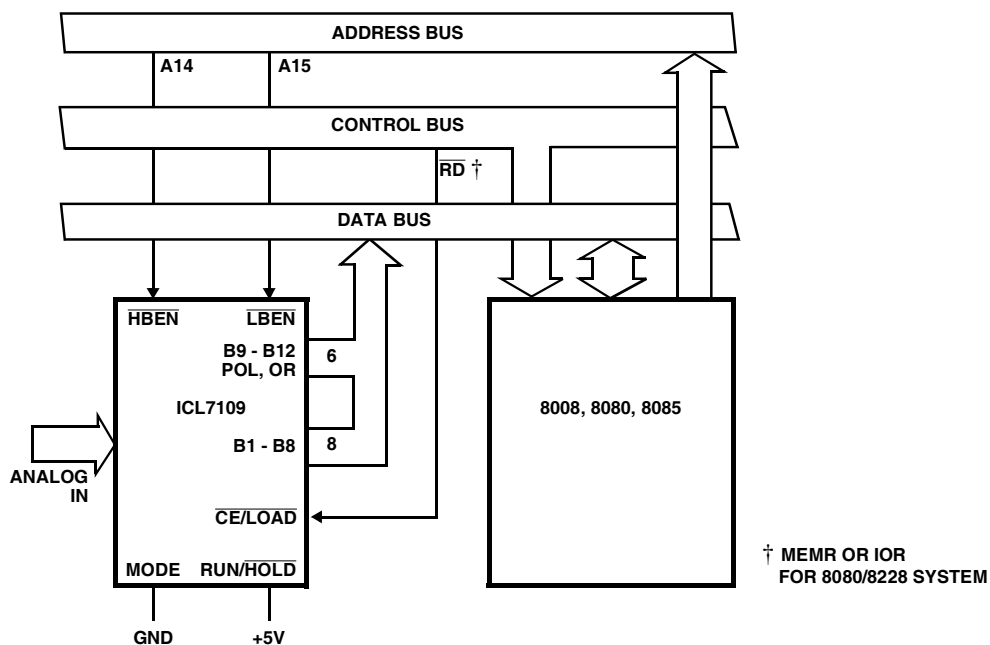 ADDRESS BUS
A14
A15
CONTROL BUS
RD †
DATA BUS
HBEN
LBEN
B9 - B12
POL, OR
6
ICL7109
8008, 8080, 8085
B1 - B8
8
ANALOG
IN
CE/LOAD
MODE
RUN/HOLD
† MEMR OR IOR
FOR 8080/8228 SYSTEM
GND
+5V